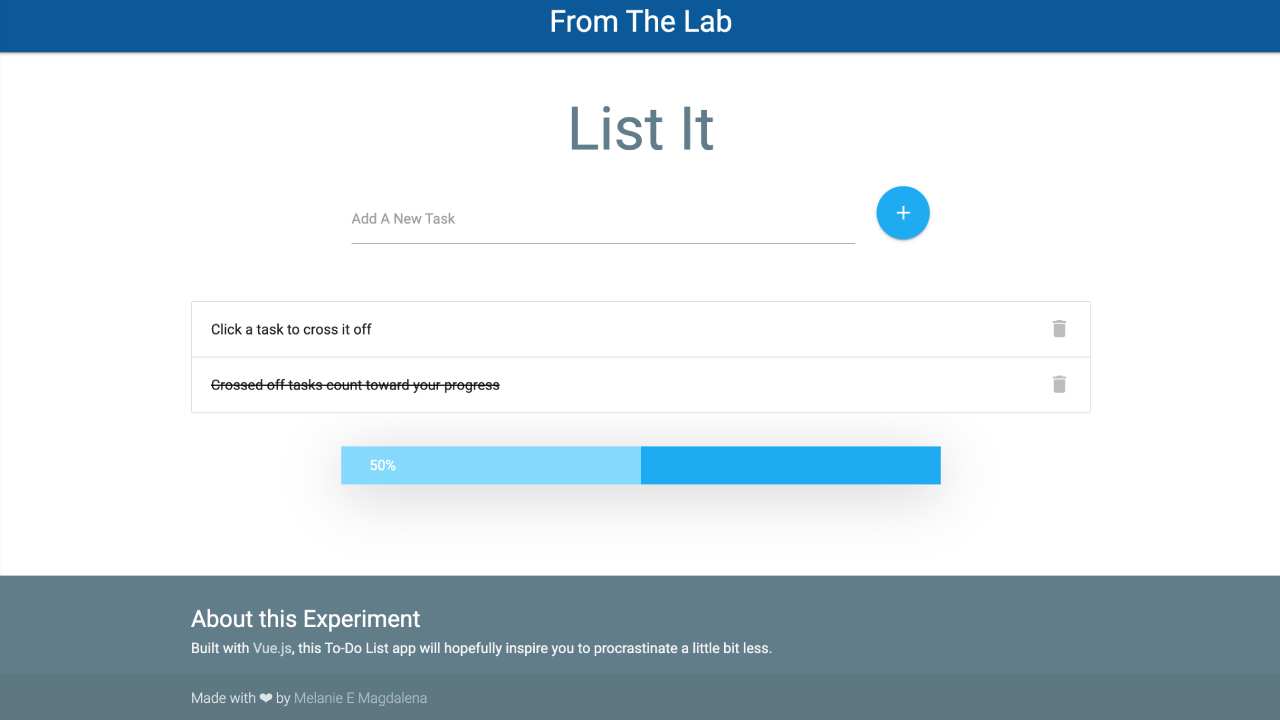 From The Lab
List It
Add A New Task
+
Click a task to cross it off
Crossed off tasks count toward your progress
50%
About this Experiment
Built with Vue.js, this To-Do List app will hopefully inspire you to procrastinate a little bit less.
Made with ❤ by Melanie E Magdalena